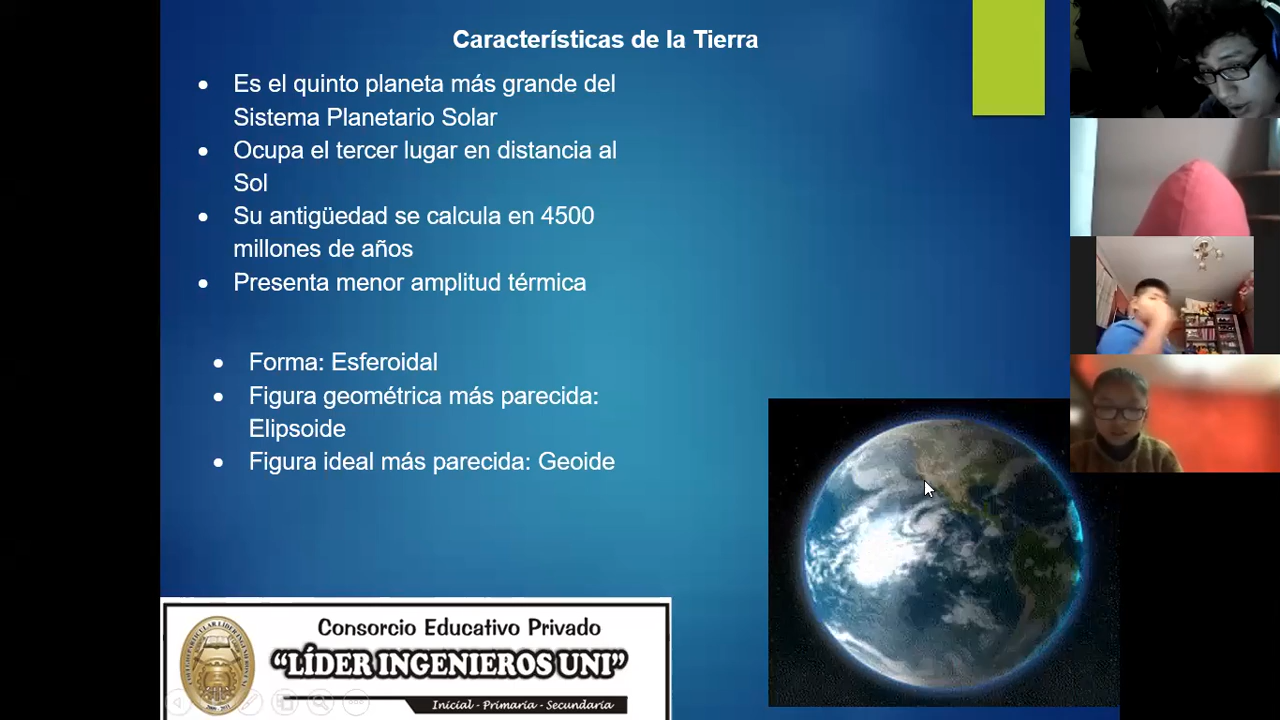 Características de la Tierra
Es el quinto planeta más grande del
Sistema Planetario Solar
Ocupa el tercer lugar en distancia al
Sol
Su antigüedad se calcula en 4500
millones de años
Presenta menor amplitud térmica
Forma: Esferoidal
Figura geométrica más parecida:
Elipsoide
Figura ideal más parecida: Geoide
Consorcio Educativo Privado
“LÍDER INGENIEROS UNI”
Inicial - Primaria - Secundaria